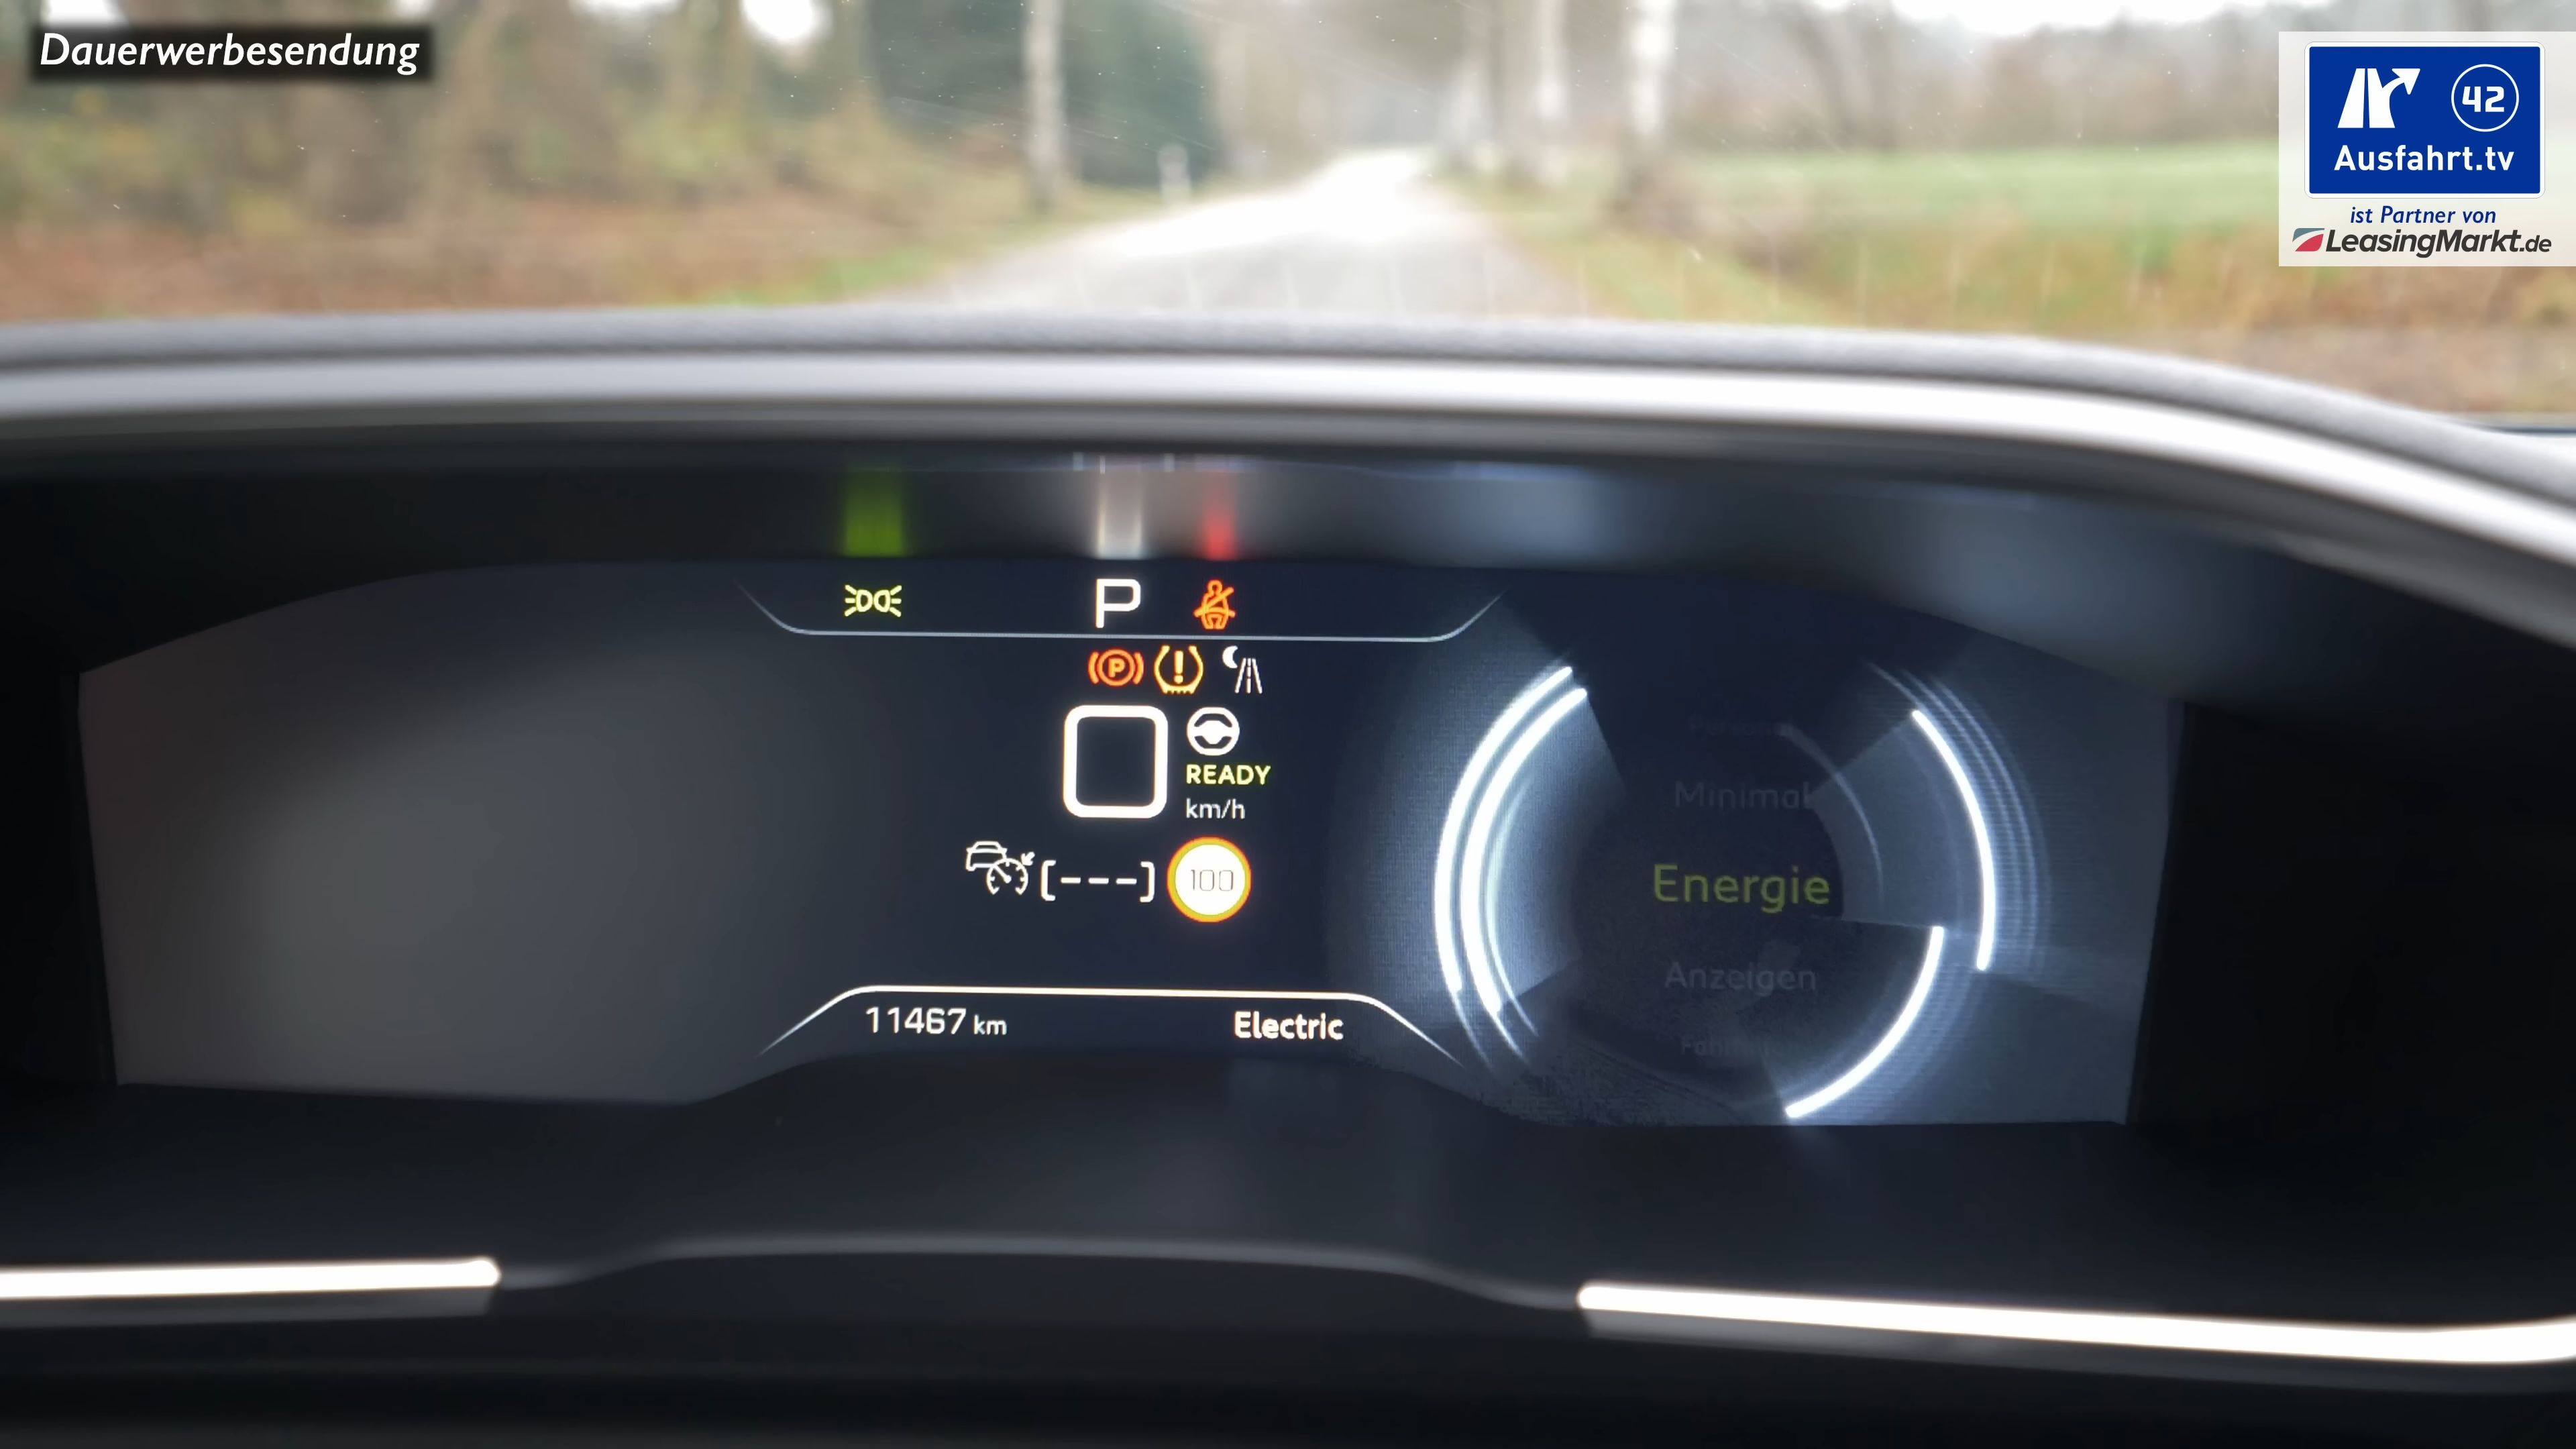 Dauerwerbesendung
42
Ausfahrt.tv
ist Partner von
LeasingMarkt.de
P
P
READY
km/h
[---] 100
Minimal
Energie
Anzeigen
11467 km
Electric